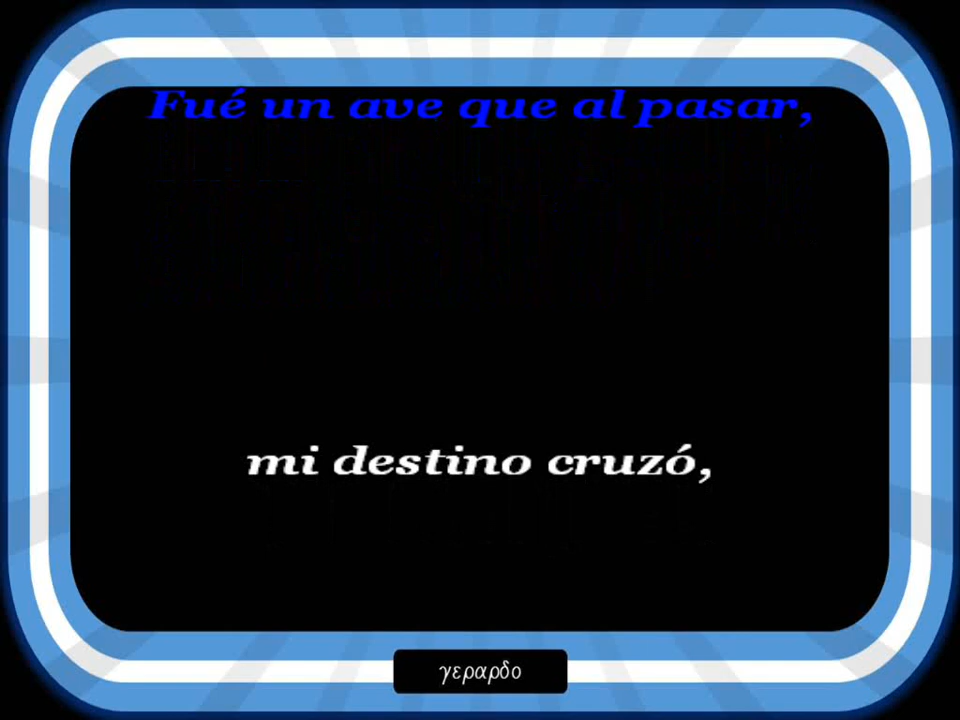 Fué un ave que al pasar,
mi destino cruzó,
γεραρδο